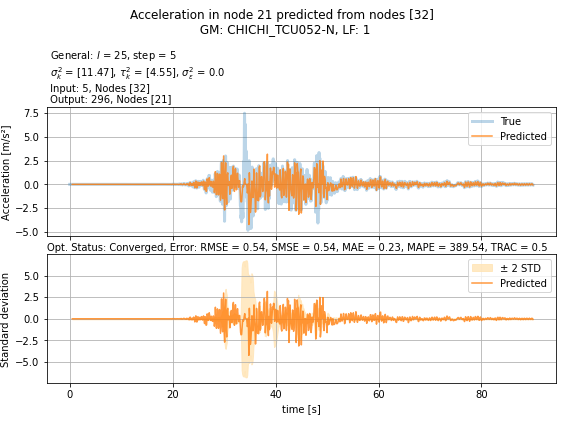 Acceleration in node 21 predicted from nodes [32]
GM: CHICHI_TCU052-N, LF: 1
General: l = 25, step = 5
σ²ₖ = [11.47], τ²ₖ = [4.55], σ²ε = 0.0
Input: 5, Nodes [32]
Output: 296, Nodes [21]
Acceleration [m/s²]
7.5
5.0
2.5
0.0
−2.5
−5.0
True
Predicted
Opt. Status: Converged, Error: RMSE = 0.54, SMSE = 0.54, MAE = 0.23, MAPE = 389.54, TRAC = 0.5
Standard deviation
5.0
2.5
0.0
−2.5
−5.0
± 2 STD
Predicted
0 20 40 60 80
time [s]